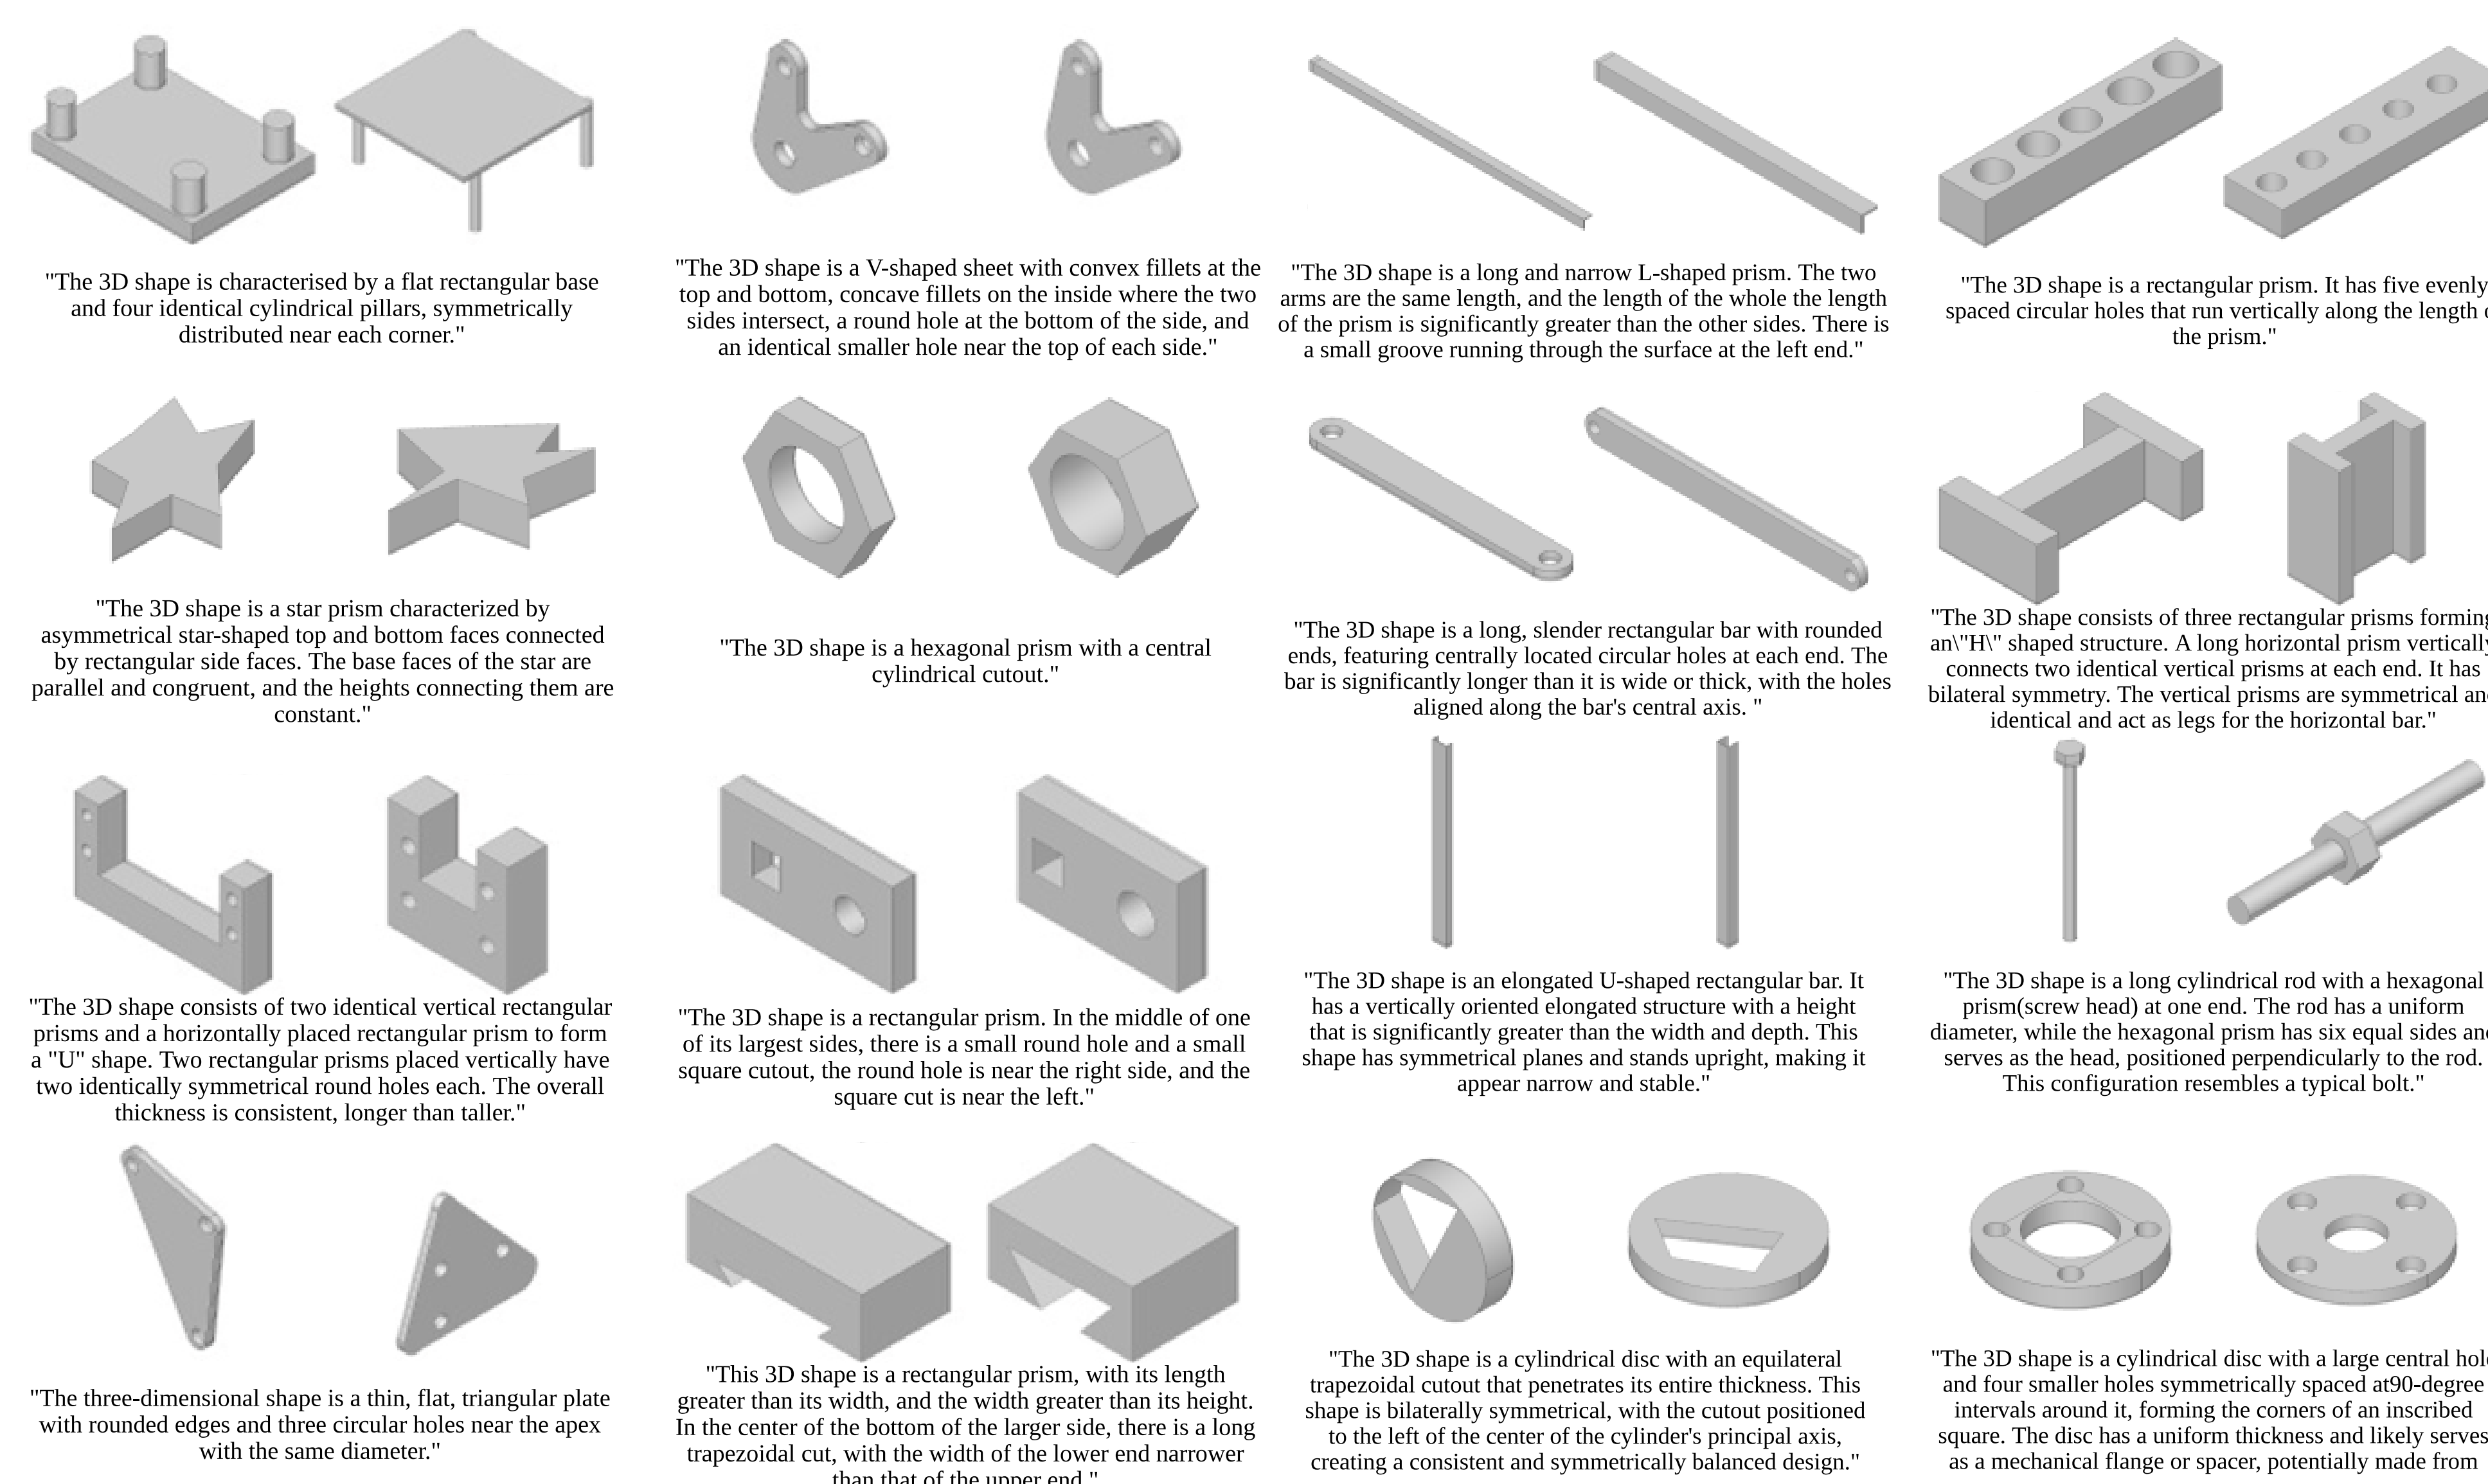 "The 3D shape is characterised by a flat rectangular base
and four identical cylindrical pillars, symmetrically
distributed near each corner."
"The 3D shape is a V-shaped sheet with convex fillets at the
top and bottom, concave fillets on the inside where the two
sides intersect, a round hole at the bottom of the side, and
an identical smaller hole near the top of each side."
"The 3D shape is a long and narrow L-shaped prism. The two
arms are the same length, and the length of the whole the length
of the prism is significantly greater than the other sides. There is
a small groove running through the surface at the left end."
"The 3D shape is a rectangular prism. It has five evenly
spaced circular holes that run vertically along the length
the prism."
"The 3D shape is a star prism characterized by
asymmetrical star-shaped top and bottom faces connected
by rectangular side faces. The base faces of the star are
parallel and congruent, and the heights connecting them are
constant."
"The 3D shape is a hexagonal prism with a central
cylindrical cutout."
"The 3D shape is a long, slender rectangular bar with rounded
ends, featuring centrally located circular holes at each end. The
bar is significantly longer than it is wide or thick, with the holes
aligned along the bar's central axis. "
"The 3D shape consists of three rectangular prisms forming
an\"H\" shaped structure. A long horizontal prism vertically
connects two identical vertical prisms at each end. It has
bilateral symmetry. The vertical prisms are symmetrical and
identical and act as legs for the horizontal bar."
"The 3D shape consists of two identical vertical rectangular
prisms and a horizontally placed rectangular prism to form
a "U" shape. Two rectangular prisms placed vertically have
two identically symmetrical round holes each. The overall
thickness is consistent, longer than taller."
"The 3D shape is a rectangular prism. In the middle of one
of its largest sides, there is a small round hole and a small
square cutout, the round hole is near the right side, and the
square cut is near the left."
"The 3D shape is an elongated U-shaped rectangular bar. It
has a vertically oriented elongated structure with a height
that is significantly greater than the width and depth. This
shape has symmetrical planes and stands upright, making it
appear narrow and stable."
"The 3D shape is a long cylindrical rod with a hexagonal
prism(screw head) at one end. The rod has a uniform
diameter, while the hexagonal prism has six equal sides and
serves as the head, positioned perpendicularly to the rod.
This configuration resembles a typical bolt."
"The three-dimensional shape is a thin, flat, triangular plate
with rounded edges and three circular holes near the apex
with the same diameter."
"This 3D shape is a rectangular prism, with its length
greater than its width, and the width greater than its height.
In the center of the bottom of the larger side, there is a long
trapezoidal cut, with the width of the lower end narrower
than that of the upper end."
"The 3D shape is a cylindrical disc with an equilateral
trapezoidal cutout that penetrates its entire thickness. This
shape is bilaterally symmetrical, with the cutout positioned
to the left of the center of the cylinder's principal axis,
creating a consistent and symmetrically balanced design."
"The 3D shape is a cylindrical disc with a large central hole
and four smaller holes symmetrically spaced at90-degree
intervals around it, forming the corners of an inscribed
square. The disc has a uniform thickness and likely serves
as a mechanical flange or spacer, potentially made from